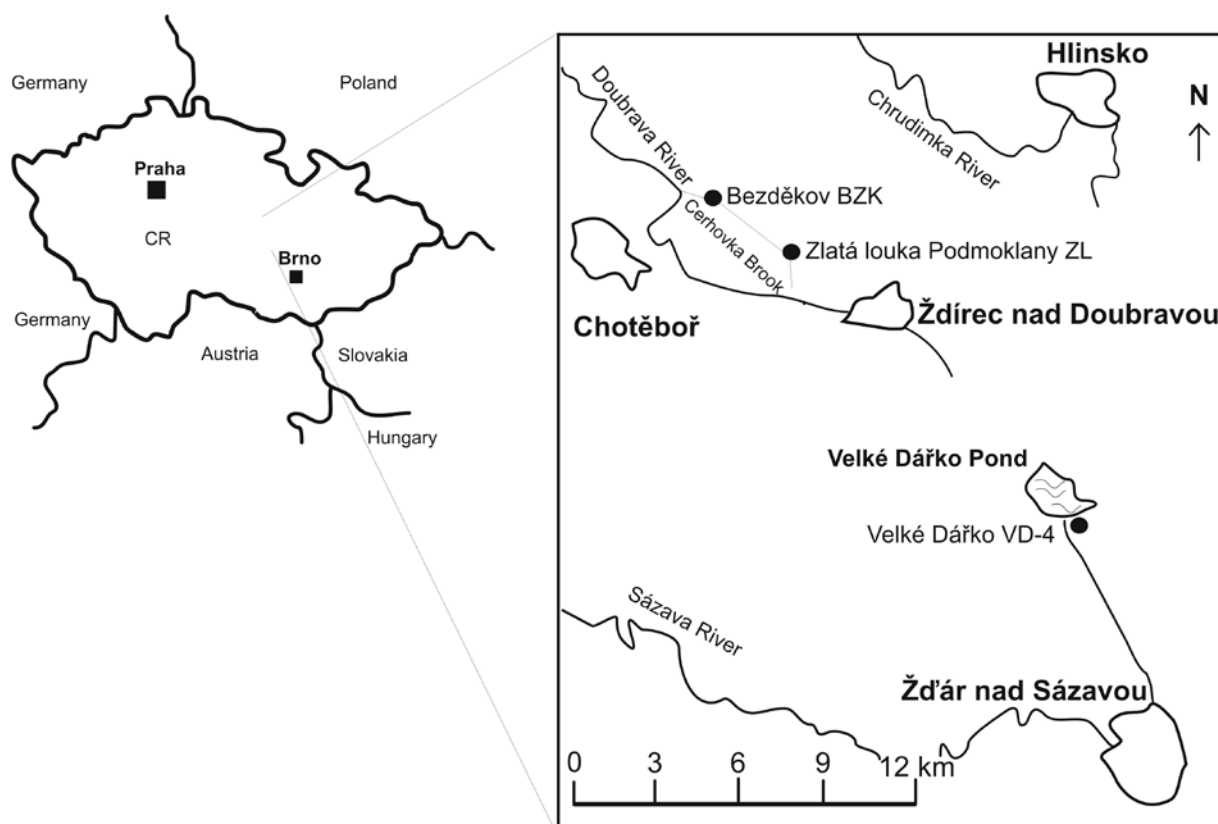 Germany
Poland
Praha
CR
Brno
Germany
Austria
Slovakia
Hungary
Hlinsko
N
Doubrava River
Chrudimka River
Bezděkov BZK
Cerhovka Brook
Zlatá louka Podmoklany ZL
Chotěboř
Ždírec nad Doubravou
Velké Dářko Pond
Velké Dářko VD-4
Sázava River
Žďár nad Sázavou
0 3 6 9 12 km